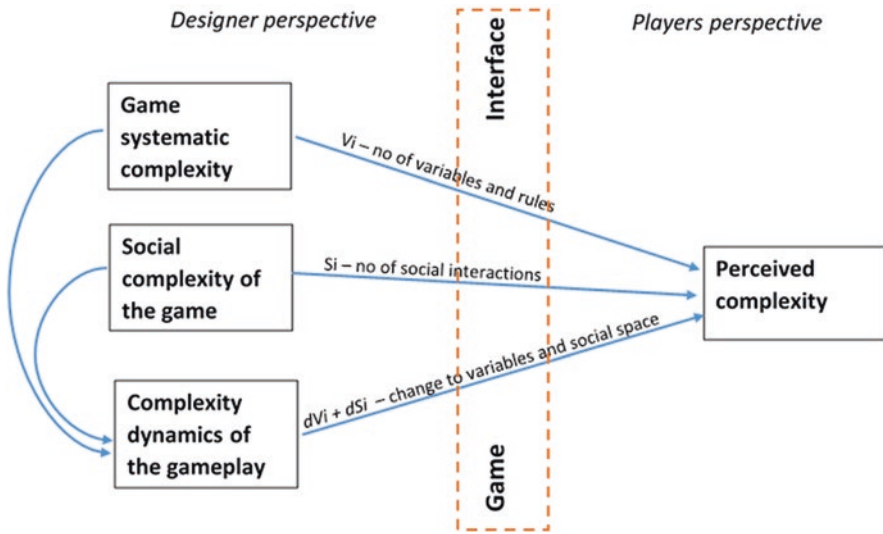 Designer perspective
Players perspective
Game
systematic
complexity
Vi – no of variables and rules
Interface
Social
complexity of
the game
Si – no of social interactions
Perceived
complexity
Complexity
dynamics of
the gameplay
dVi + dSi – change to variables and social space
Game